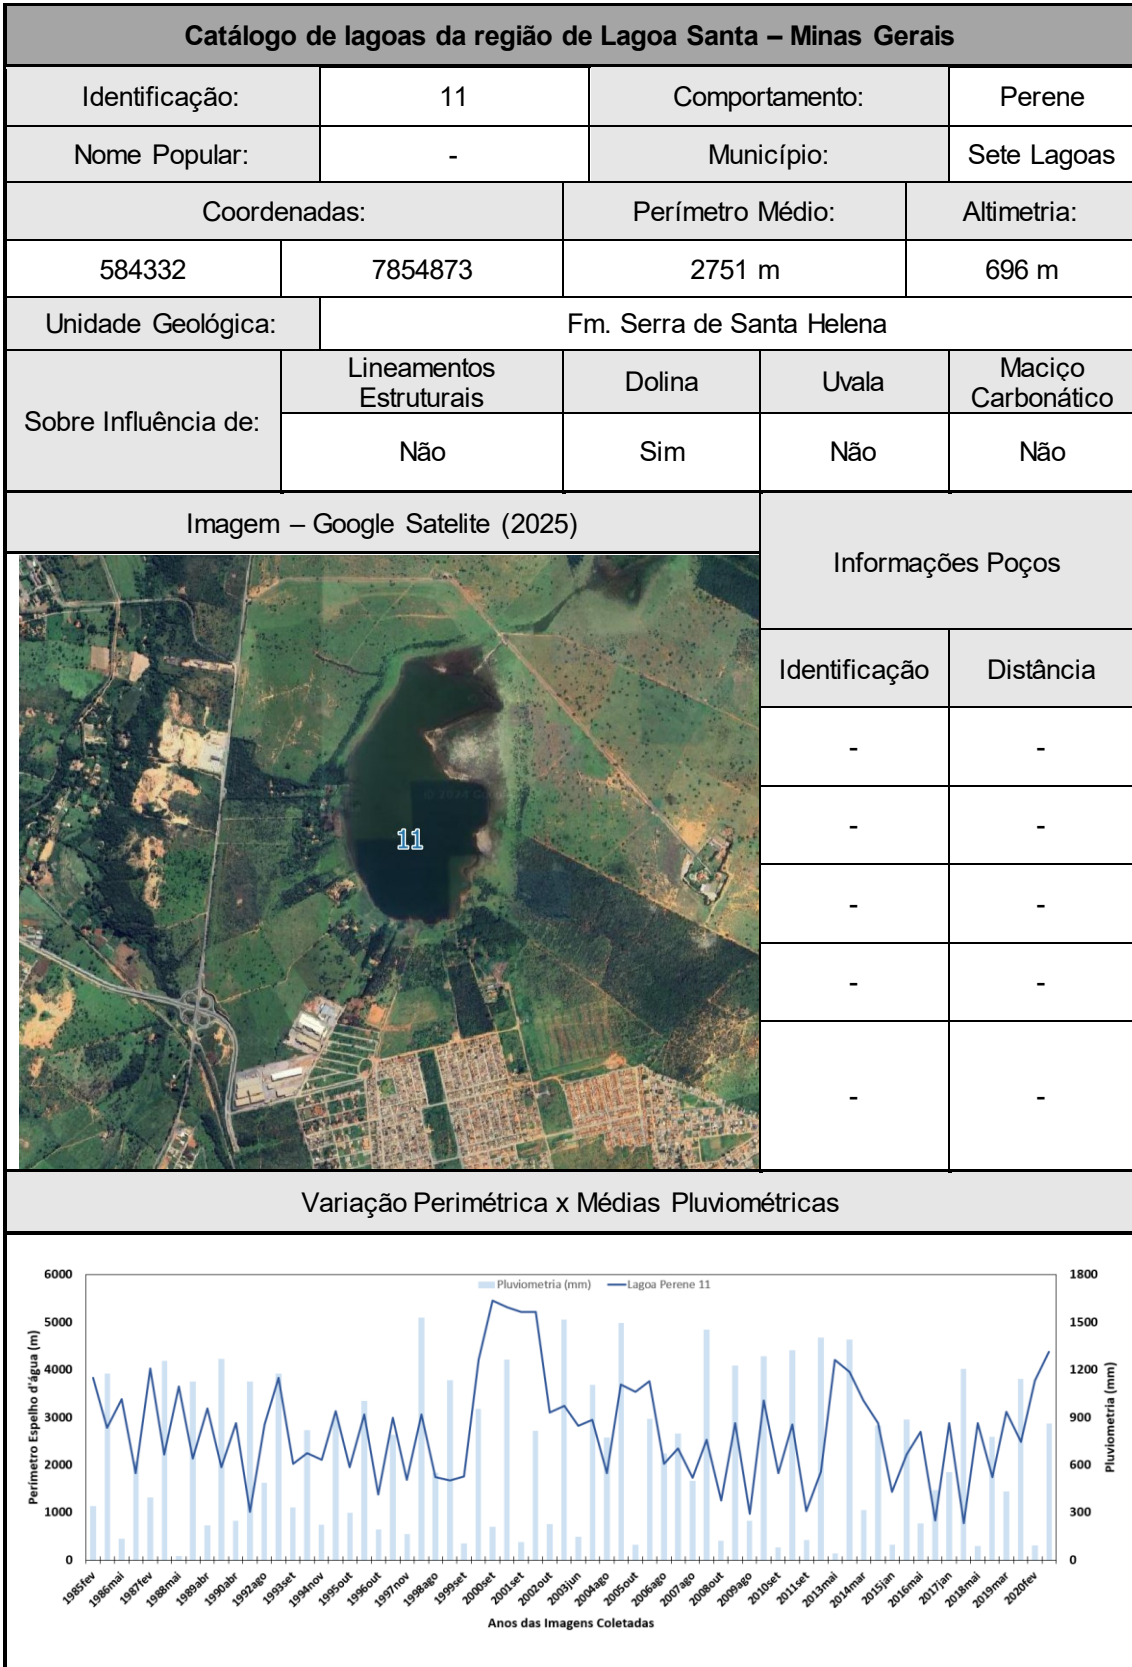 Catálogo de lagoas da região de Lagoa Santa – Minas Gerais
Identificação: 11 Comportamento: Perene
Nome Popular: - Município: Sete Lagoas
Coordenadas: Perímetro Médio: Altimetria:
584332 7854873 2751 m 696 m
Unidade Geológica: Fm. Serra de Santa Helena
Sobre Influência de:
Lineamentos Estruturais Dolina Uvala Maciço Carbonático
Não Sim Não Não
Imagem – Google Satelite (2025)
Informações Poços
Identificação Distância
- -
- -
- -
- -
- -
11
Variação Perimétrica x Médias Pluviométricas
Pluviometria (mm) Lagoa Perene 11
Perímetro Espelho d'água (m)
6000
5000
4000
3000
2000
1000
0
1800
1500
1200
900
600
300
0
Pluviometria (mm)
1985fev 1986mai 1987fev 1988mai 1989abr 1990abr 1992ago 1993set 1994nov 1995out 1996out 1997nov 1998ago 1999set 2000set 2001set 2002out 2003jun 2004ago 2005out 2006ago 2007ago 2008out 2009ago 2010set 2011set 2013mai 2014mar 2015jan 2016mai 2017jan 2018mai 2019mar 2020fev
Anos das Imagens Coletadas